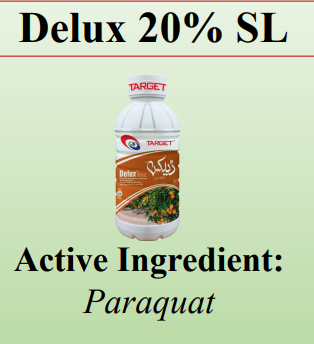 Delux 20% SL
TARGET
TARGET
Delux
Active Ingredient:
Paraquat